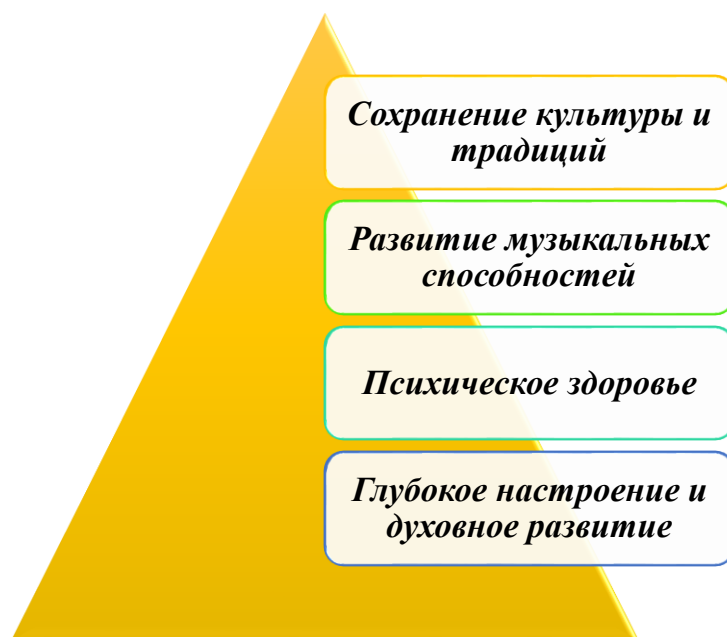 Сохранение культуры и
традиций
Развитие музыкальных
способностей
Психическое здоровье
Глубокое настроение и
духовное развитие